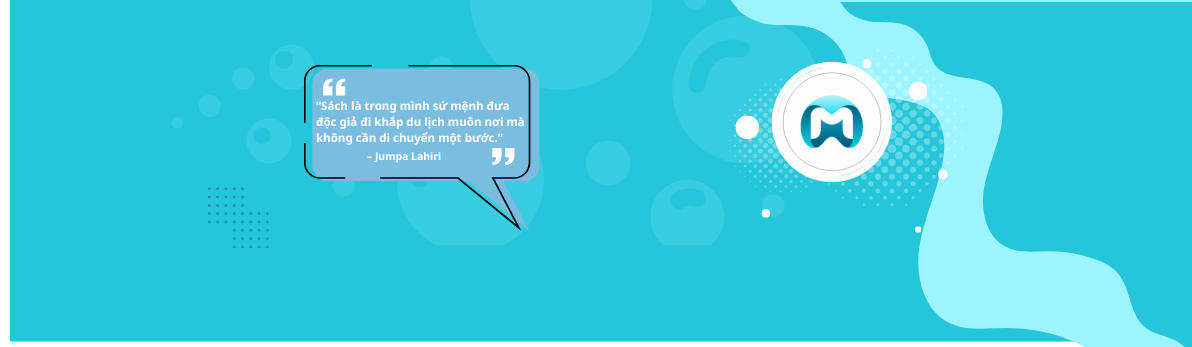 “Sách là trong mình sứ mệnh đưa
độc giả đi khắp du lịch muôn nơi mà
không cần di chuyển một bước.”
– Jumpa Lahiri